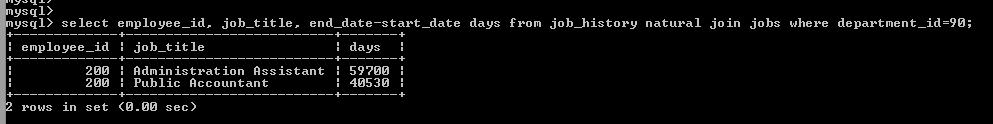 mysql>
mysql>
mysql> select employee_id, job_title, end_date-start_date days from job_history natural join jobs where department_id=90;
+-------------+--------------------------+-------+
| employee_id | job_title                | days  |
+-------------+--------------------------+-------+
|         200 | Administration Assistant | 59700 |
|         200 | Public Accountant        | 40530 |
+-------------+--------------------------+-------+
2 rows in set (0.00 sec)